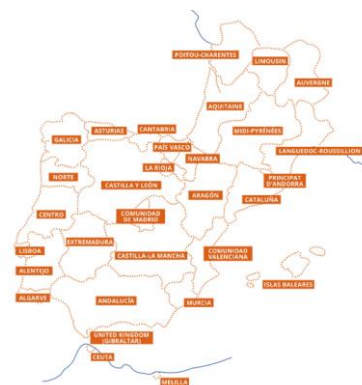 POITOU-CHARENTES
LIMOUSIN
AUVERGNE
AQUITAINE
MIDI-PYRÉNÉES
LANGUEDOC-ROUSSILLION
ASTURIAS
CANTABRIA
GALICIA
PAÍS VASCO
NAVARRA
LA RIOJA
PRINCIPAT
D'ANDORRA
NORTE
CASTILLA Y LEÓN
ARAGÓN
CATALUÑA
CENTRO
COMUNIDAD
DE MADRID
EXTREMADURA
LISBOA
CASTILLA-LA MANCHA
COMUNIDAD
VALENCIANA
ALENTEJO
ISLAS BALEARES
ALGARVE
ANDALUCÍA
MURCIA
UNITED KINGDOM
(GIBRALTAR)
CEUTA
MELILLA